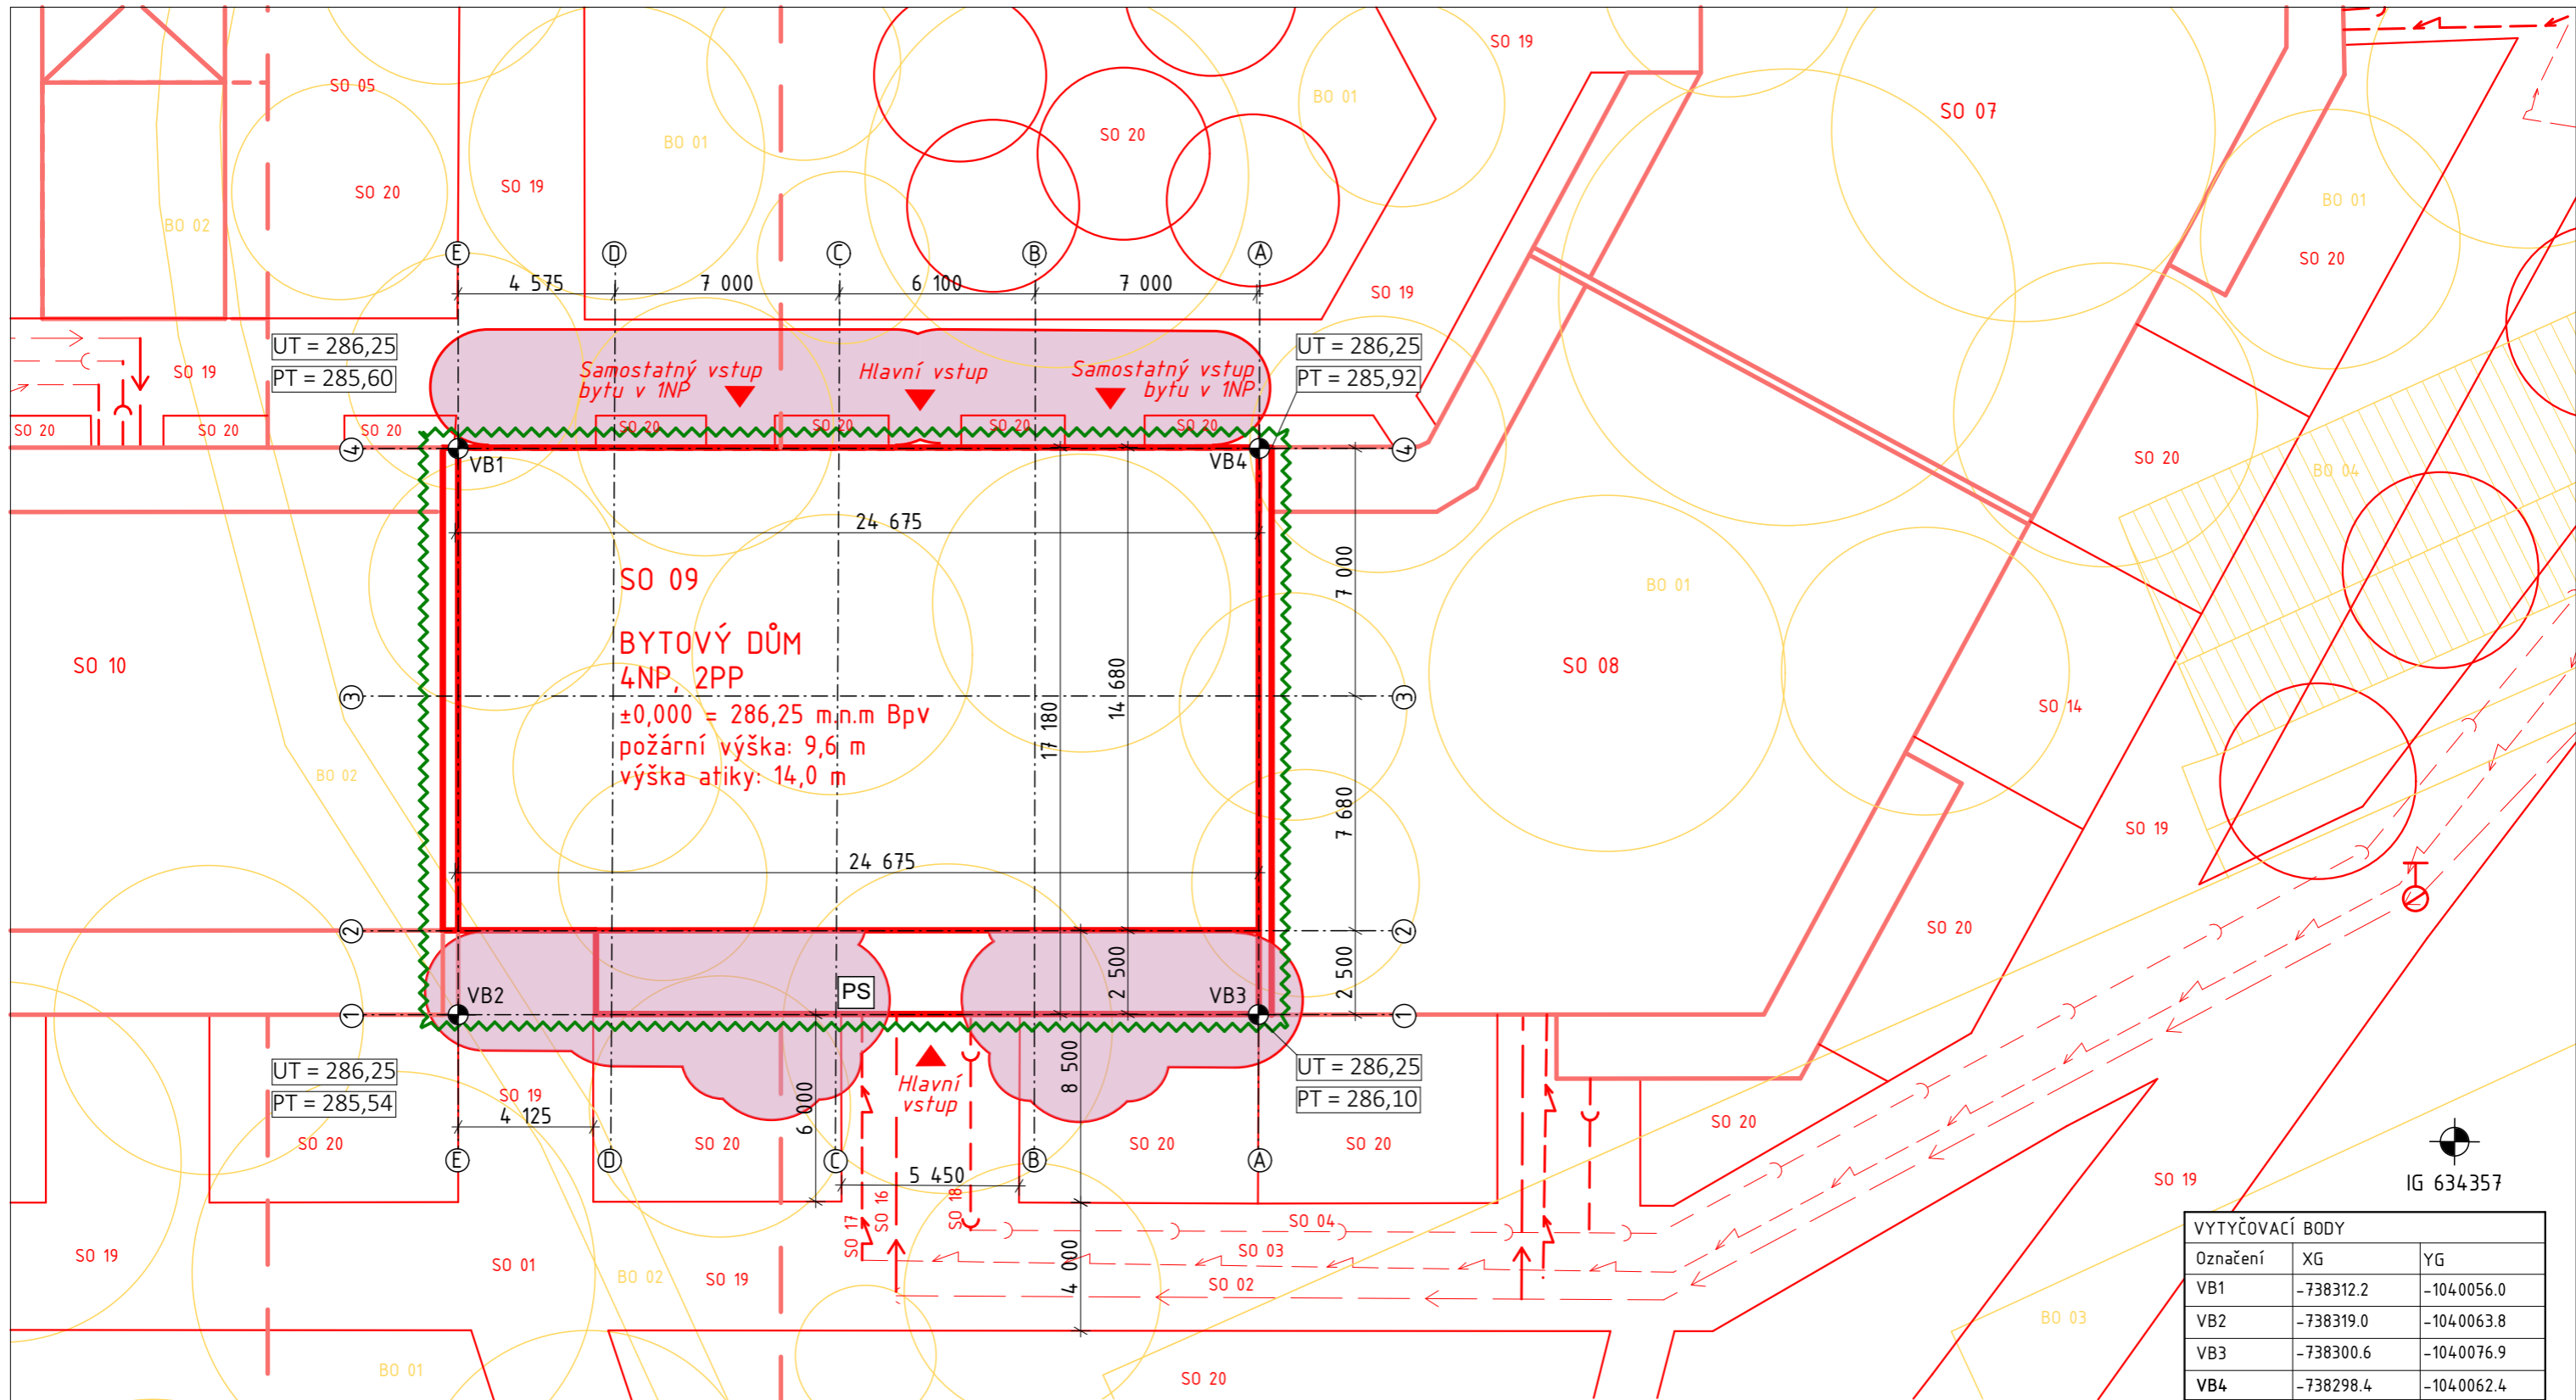 SO 19
SO 05
BO 01
SO 07
BO 01
SO 20
SO 20
SO 19
BO 01
BO 02
SO 20
E
D
C
B
A
4 575
7 000
6 100
7 000
SO 19
UT = 286,25
PT = 285,60
UT = 286,25
PT = 285,92
SO 19
Samostatný vstup
bytu v 1NP
Hlavní vstup
Samostatný vstup
bytu v 1NP
SO 20
SO 20
SO 20
SO 20
SO 20
SO 20
SO 20
4
VB1
VB4
4
SO 20
BO 04
24 675
7 000
SO 09
BYTOVÝ DŮM
4NP, 2PP
±0,000 = 286,25 m.n.m Bpv
požární výška: 9,6 m
výška atiky: 14,0 m
BO 01
SO 10
SO 08
3
3
14 680
17 180
SO 14
BO 02
7 680
SO 19
24 675
2
2
SO 20
2 500
2 500
PS
VB2
VB3
1
1
UT = 286,25
PT = 285,54
UT = 286,25
PT = 286,10
8 500
Hlavní
vstup
SO 19
4 125
6 000
SO 20
SO 20
SO 20
SO 20
SO 20
E
D
C
B
A
5 450
SO 17
SO 16
SO 18
SO 19
IG 634357
SO 04
SO 03
SO 02
4 000
SO 19
SO 01
BO 02
SO 19
BO 03
BO 01
SO 20
VYTYČOVACÍ BODY
Označení XG YG
VB1 -738312.2 -1040056.0
VB2 -738319.0 -1040063.8
VB3 -738300.6 -1040076.9
VB4 -738298.4 -1040062.4